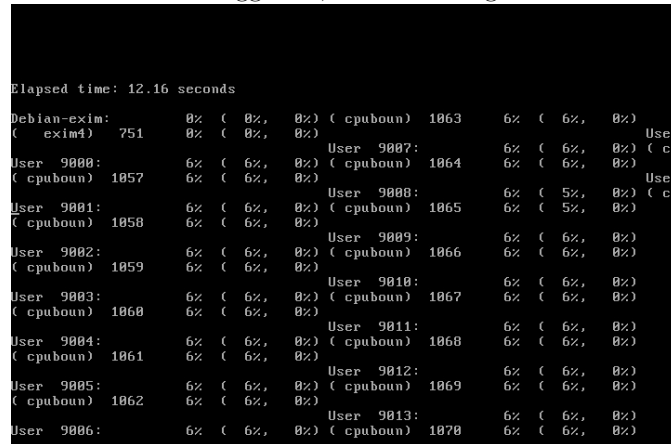 Elapsed time: 12.16 seconds
Debian-exim: 0% ( 0%, 0%) ( cpuboun) 1063 6% ( 6%, 0%)
( exim4) 751 0% ( 0%, 0%) Use
User 9007: 6% ( 6%, 0%) ( c
User 9000: 6% ( 6%, 0%) ( cpuboun) 1064 6% ( 6%, 0%)
( cpuboun) 1057 6% ( 6%, 0%) Use
User 9008: 6% ( 5%, 0%) ( c
User 9001: 6% ( 6%, 0%) ( cpuboun) 1065 6% ( 5%, 0%)
( cpuboun) 1058 6% ( 6%, 0%)
User 9009: 6% ( 6%, 0%)
User 9002: 6% ( 6%, 0%) ( cpuboun) 1066 6% ( 6%, 0%)
( cpuboun) 1059 6% ( 6%, 0%)
User 9010: 6% ( 6%, 0%)
User 9003: 6% ( 6%, 0%) ( cpuboun) 1067 6% ( 6%, 0%)
( cpuboun) 1060 6% ( 6%, 0%)
User 9011: 6% ( 6%, 0%)
User 9004: 6% ( 6%, 0%) ( cpuboun) 1068 6% ( 6%, 0%)
( cpuboun) 1061 6% ( 6%, 0%)
User 9012: 6% ( 6%, 0%)
User 9005: 6% ( 6%, 0%) ( cpuboun) 1069 6% ( 6%, 0%)
( cpuboun) 1062 6% ( 6%, 0%)
User 9013: 6% ( 6%, 0%)
User 9006: 6% ( 6%, 0%) ( cpuboun) 1070 6% ( 6%, 0%)